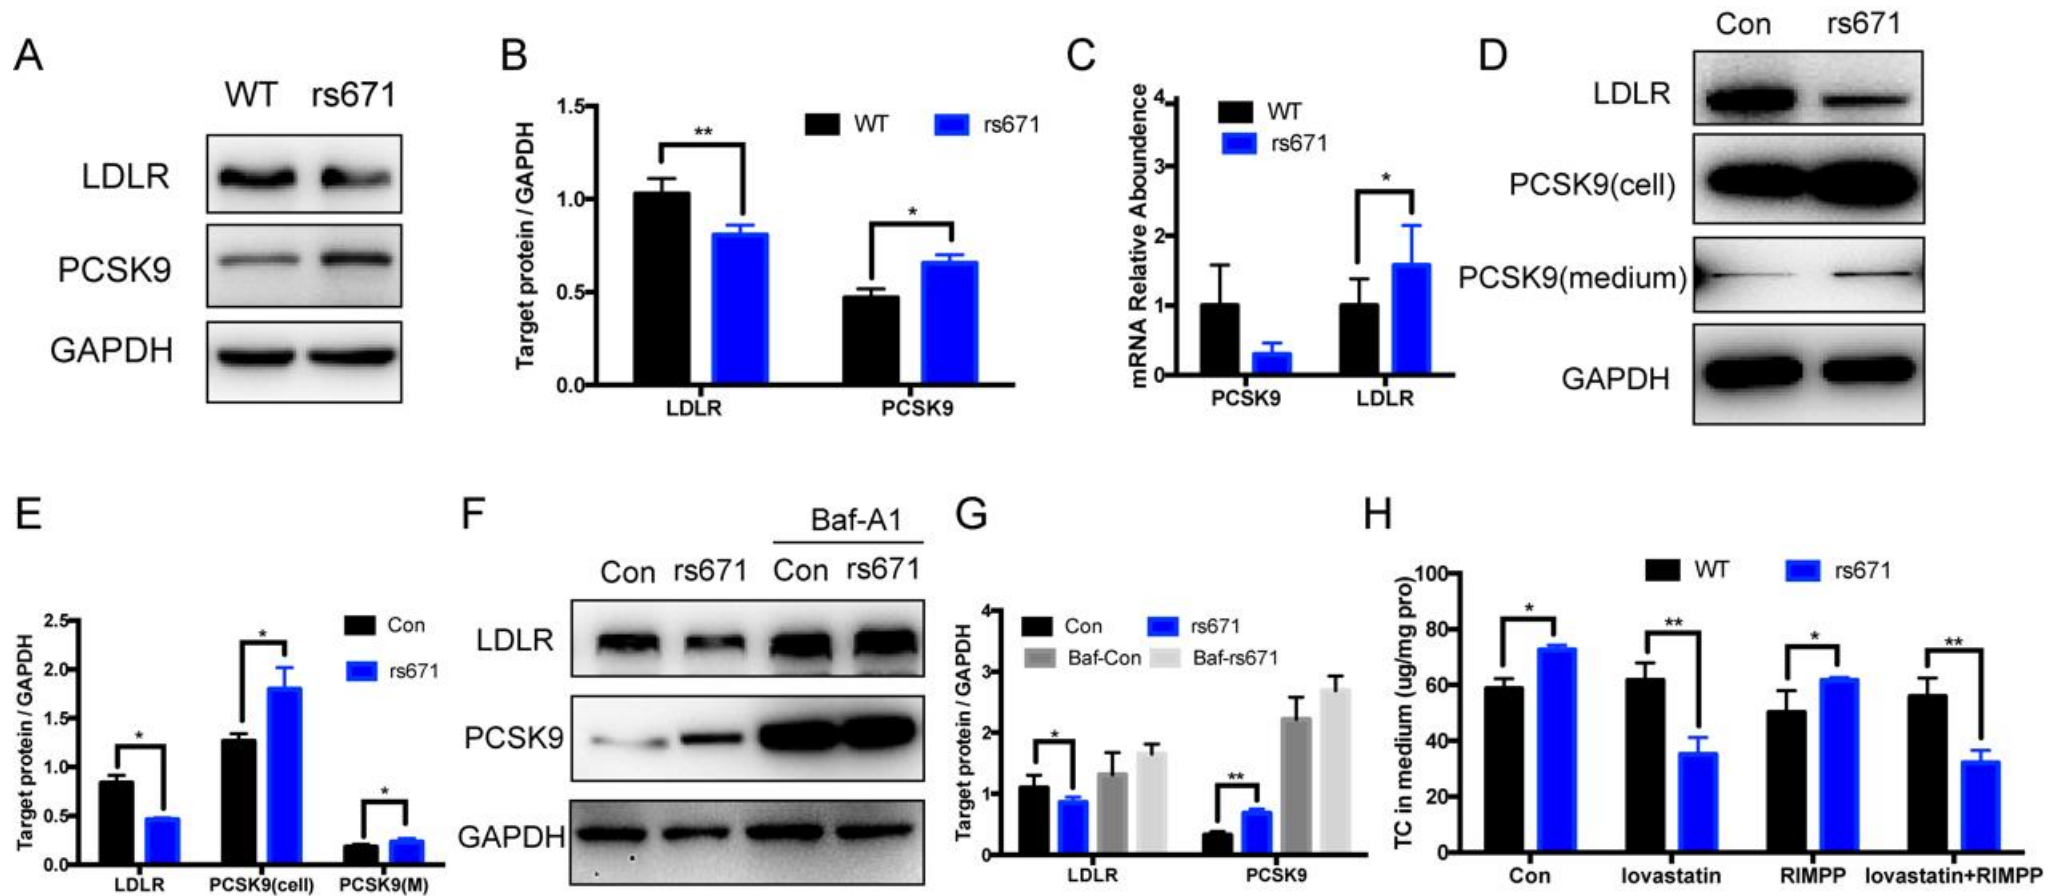 A
WT rs671
LDLR
PCSK9
GAPDH
B
Target protein / GAPDH
1.5
1.0
0.5
0.0
WT rs671
**
*
LDLR PCSK9
C
mRNA Relative Aboundence
4
3
2
1
0
WT
rs671
*
PCSK9 LDLR
D
Con rs671
LDLR
PCSK9(cell)
PCSK9(medium)
GAPDH
E
Target protein / GAPDH
2.5
2.0
1.5
1.0
0.5
0.0
Con
rs671
*
*
*
LDLR PCSK9(cell) PCSK9(M)
F
Baf-A1
Con rs671 Con rs671
LDLR
PCSK9
GAPDH
G
Target protein / GAPDH
4
3
2
1
0
Con rs671
Baf-Con Baf-rs671
*
**
LDLR PCSK9
H
TC in medium (ug/mg pro)
100
80
60
40
20
0
WT rs671
*
**
*
**
Con lovastatin RIMPP lovastatin+RIMPP